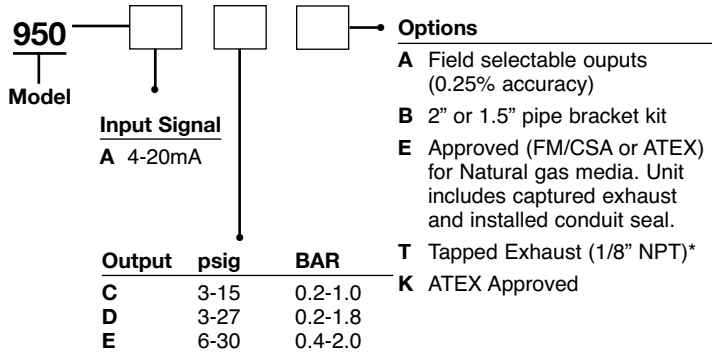 950
Model
Input Signal
A 4-20mA
Output psig BAR
C 3-15 0.2-1.0
D 3-27 0.2-1.8
E 6-30 0.4-2.0
Options
A Field selectable ouputs
(0.25% accuracy)
B 2” or 1.5” pipe bracket kit
E Approved (FM/CSA or ATEX)
for Natural gas media. Unit
includes captured exhaust
and installed conduit seal.
T Tapped Exhaust (1/8” NPT)*
K ATEX Approved